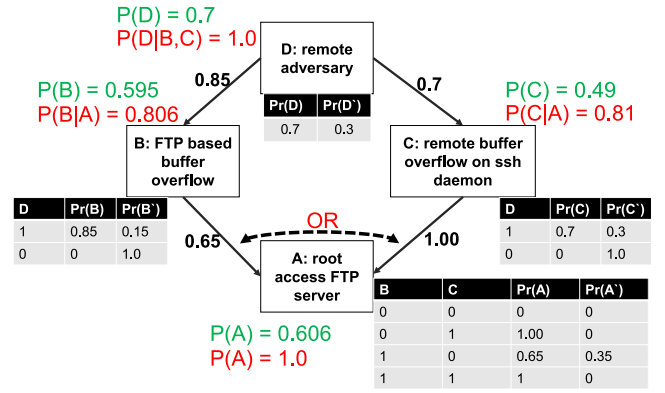 P(D) = 0.7
P(D|B,C) = 1.0
D: remote
adversary
0.85
0.7
P(B) = 0.595
P(B|A) = 0.806
P(C) = 0.49
P(C|A) = 0.81
Pr(D) Pr(D`)
0.7 0.3
B: FTP based
buffer
overflow
C: remote buffer
overflow on ssh
daemon
D Pr(B) Pr(B`)
1 0.85 0.15
0 0 1.0
D Pr(C) Pr(C`)
1 0.7 0.3
0 0 1.0
OR
0.65
1.00
A: root
access FTP
server
B C Pr(A) Pr(A`)
0 0 0 0
0 1 1.00 0
1 0 0.65 0.35
1 1 1 0
P(A) = 0.606
P(A) = 1.0